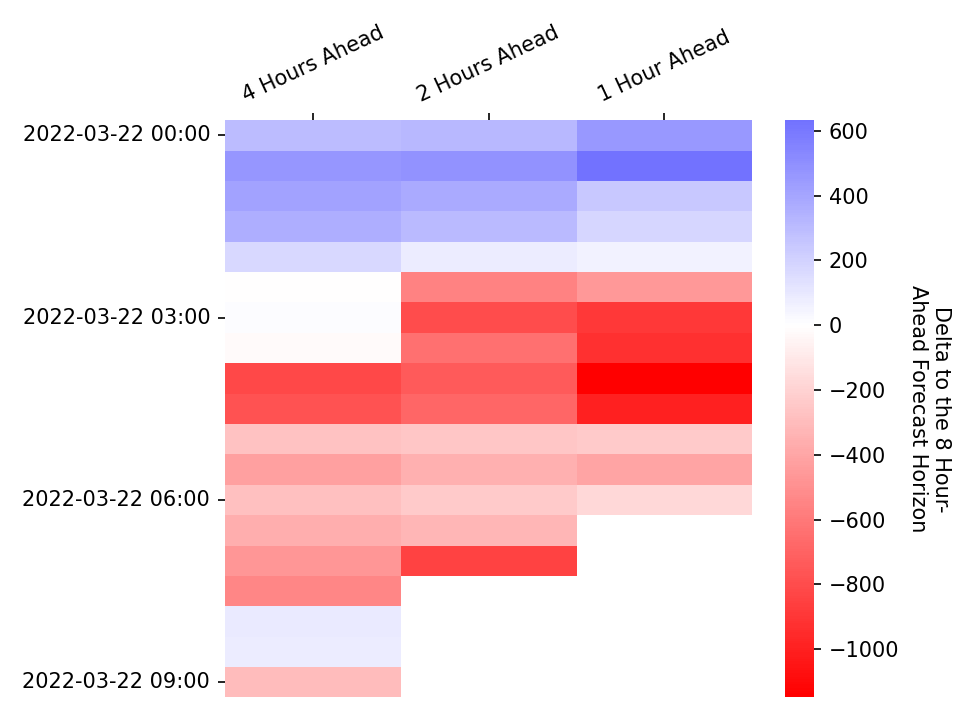 4 Hours Ahead
2 Hours Ahead
1 Hour Ahead
2022-03-22 00:00
2022-03-22 03:00
2022-03-22 06:00
2022-03-22 09:00
600
400
200
0
−200
−400
−600
−800
−1000
Delta to the 8 Hour-
Ahead Forecast Horizon